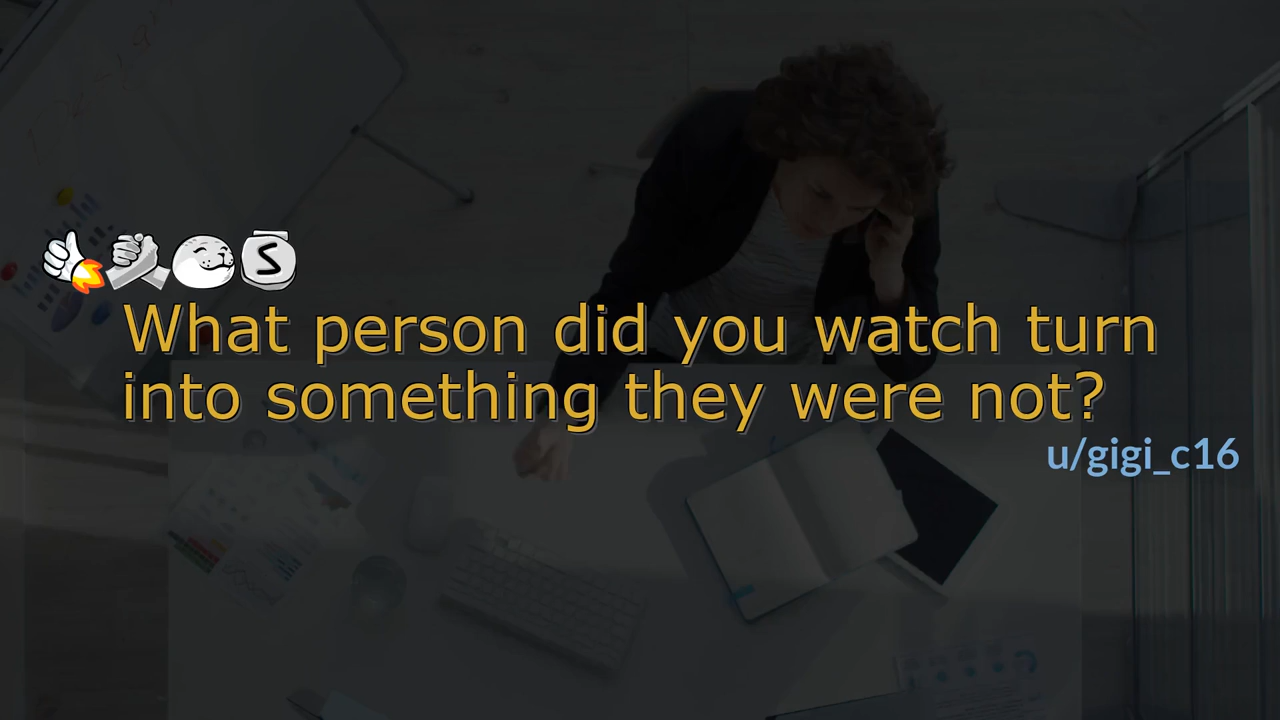 What person did you watch turn
into something they were not?
u/gigi_c16